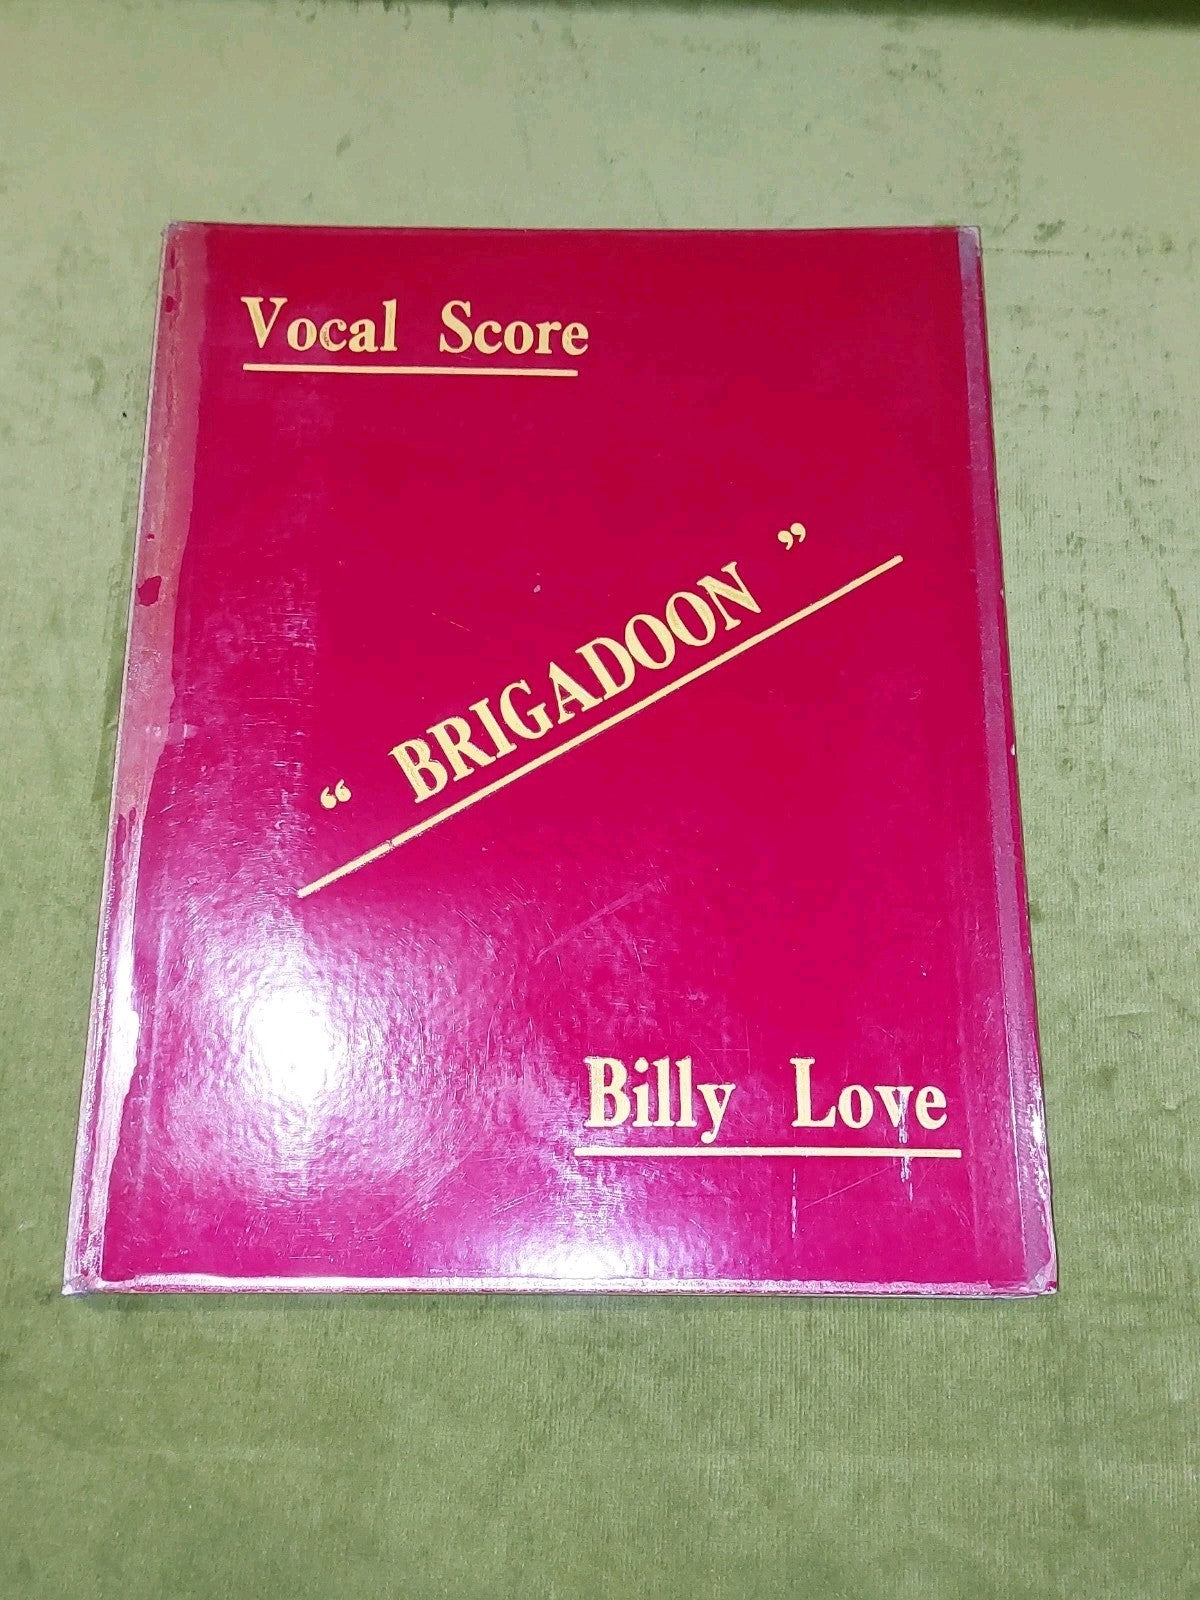 Vocal Score
“ BRIGADOON ”
Billy Love